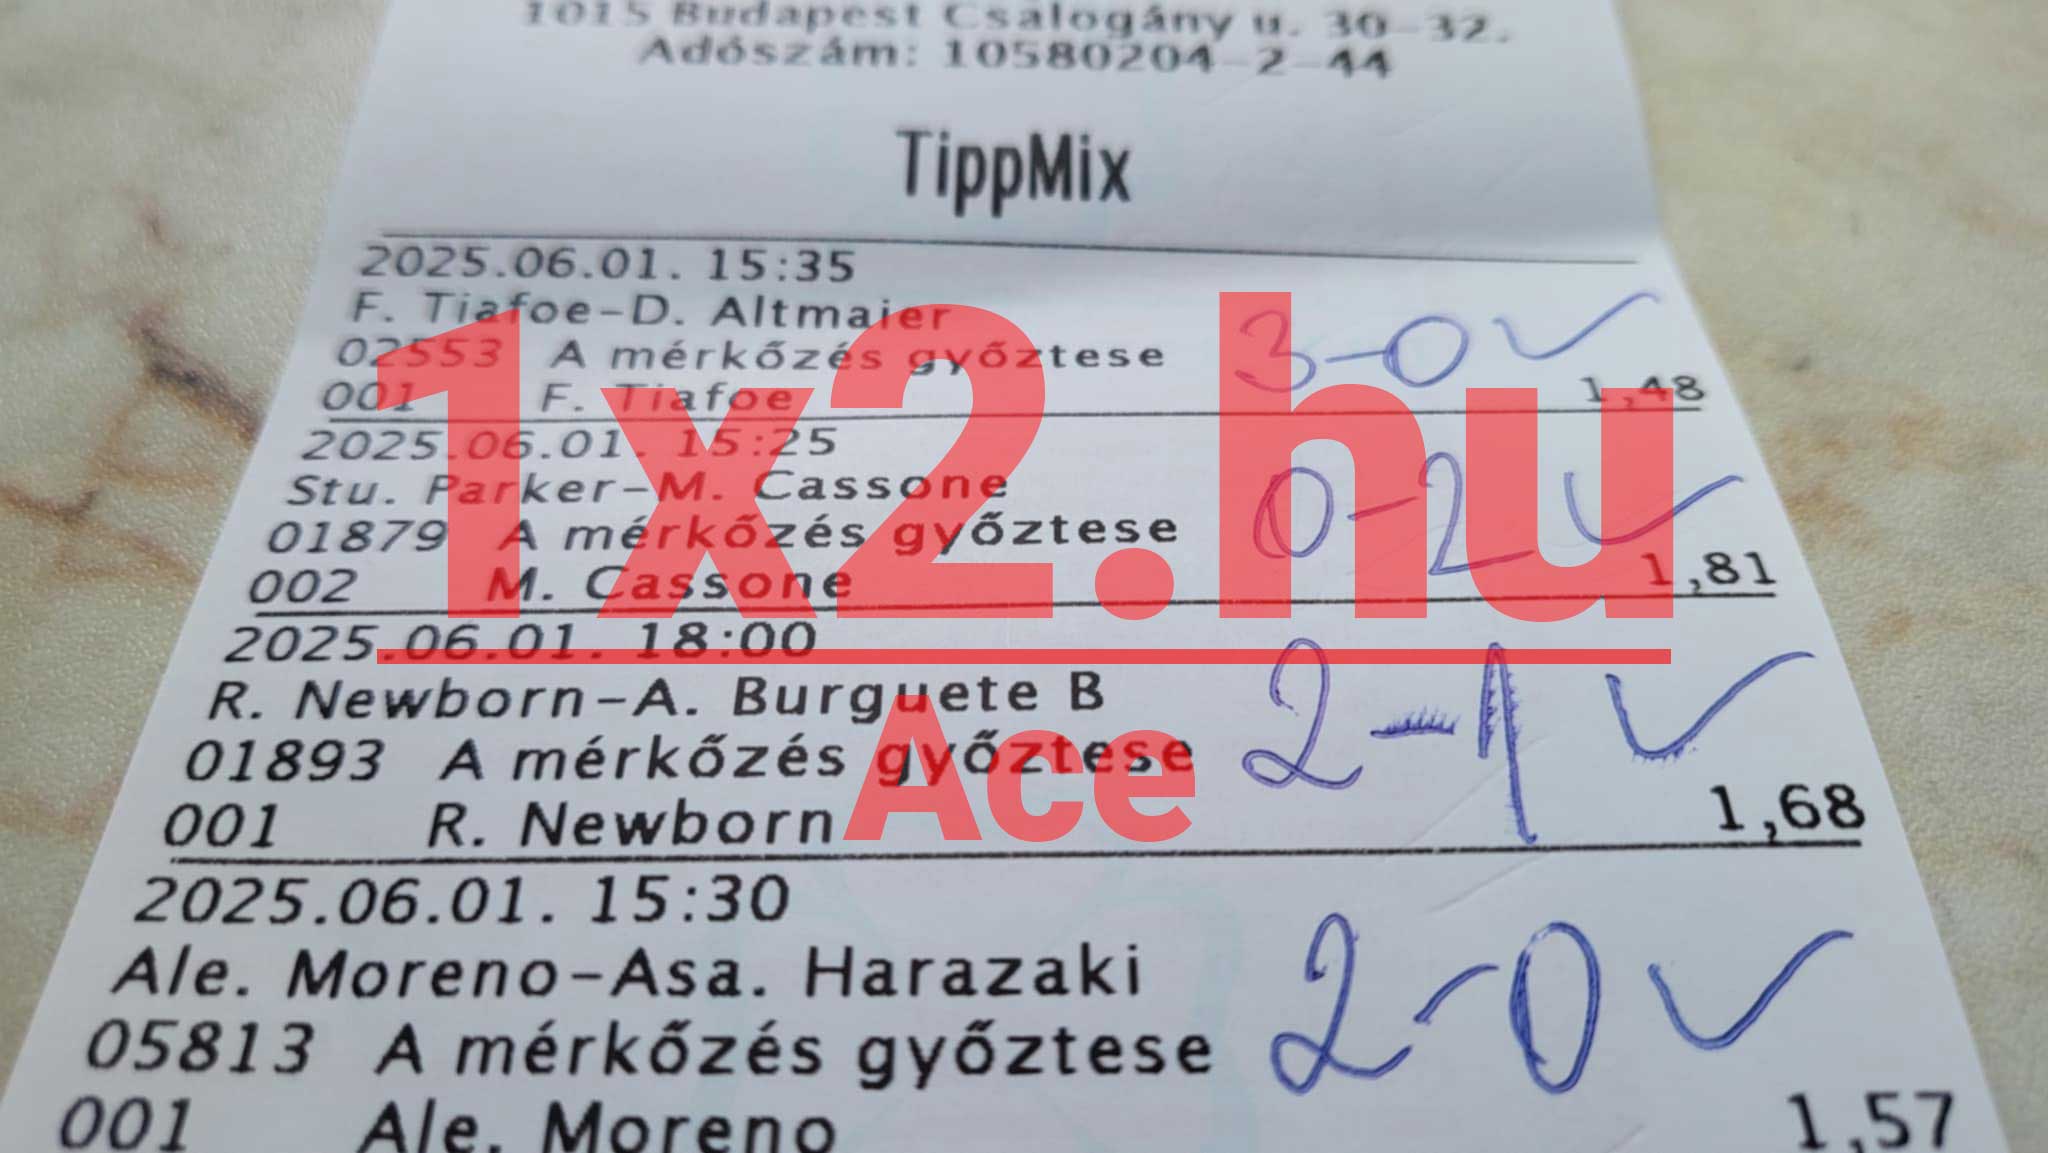 1015 Budapest Csalogány u. 30-32.
Adószám: 10580204-2-44
TippMix
2025.06.01. 15:35
F. Tiafoe-D. Altmaier
02553 A mérkőzés győztese 3-0 ✓
001 F. Tiafoe 1,48
2025.06.01. 15:25
Stu. Parker-M. Cassone
01879 A mérkőzés győztese 0-2 ✓
002 M. Cassone 1,81
2025.06.01. 18:00
R. Newborn-A. Burguete B
01893 A mérkőzés győztese 2-1 ✓
001 R. Newborn 1,68
2025.06.01. 15:30
Ale. Moreno-Asa. Harazaki
05813 A mérkőzés győztese 2-0 ✓
001 Ale. Moreno 1,57
1x2.hu
Ace